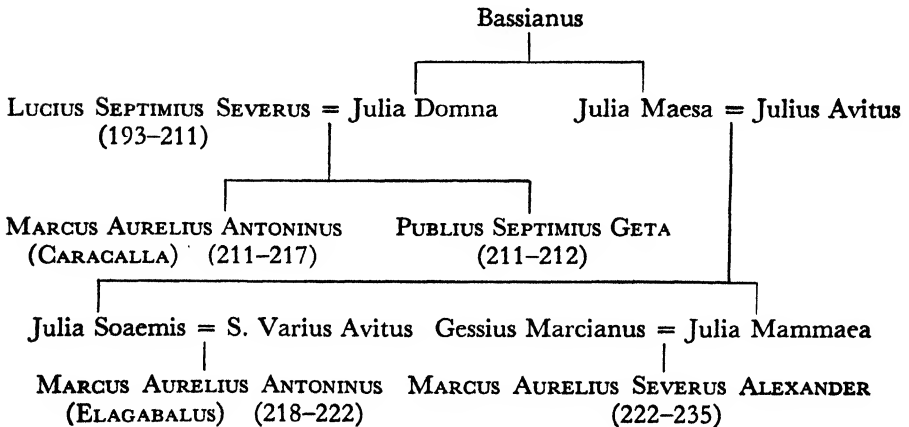 Bassianus
Lucius Septimius Severus = Julia Domna Julia Maesa = Julius Avitus
(193–211)
Marcus Aurelius Antoninus Publius Septimius Geta
(Caracalla) (211–217) (211–212)
Julia Soaemis = S. Varius Avitus Gessius Marcianus = Julia Mammaea
Marcus Aurelius Antoninus Marcus Aurelius Severus Alexander
(Elagabalus) (218–222) (222–235)